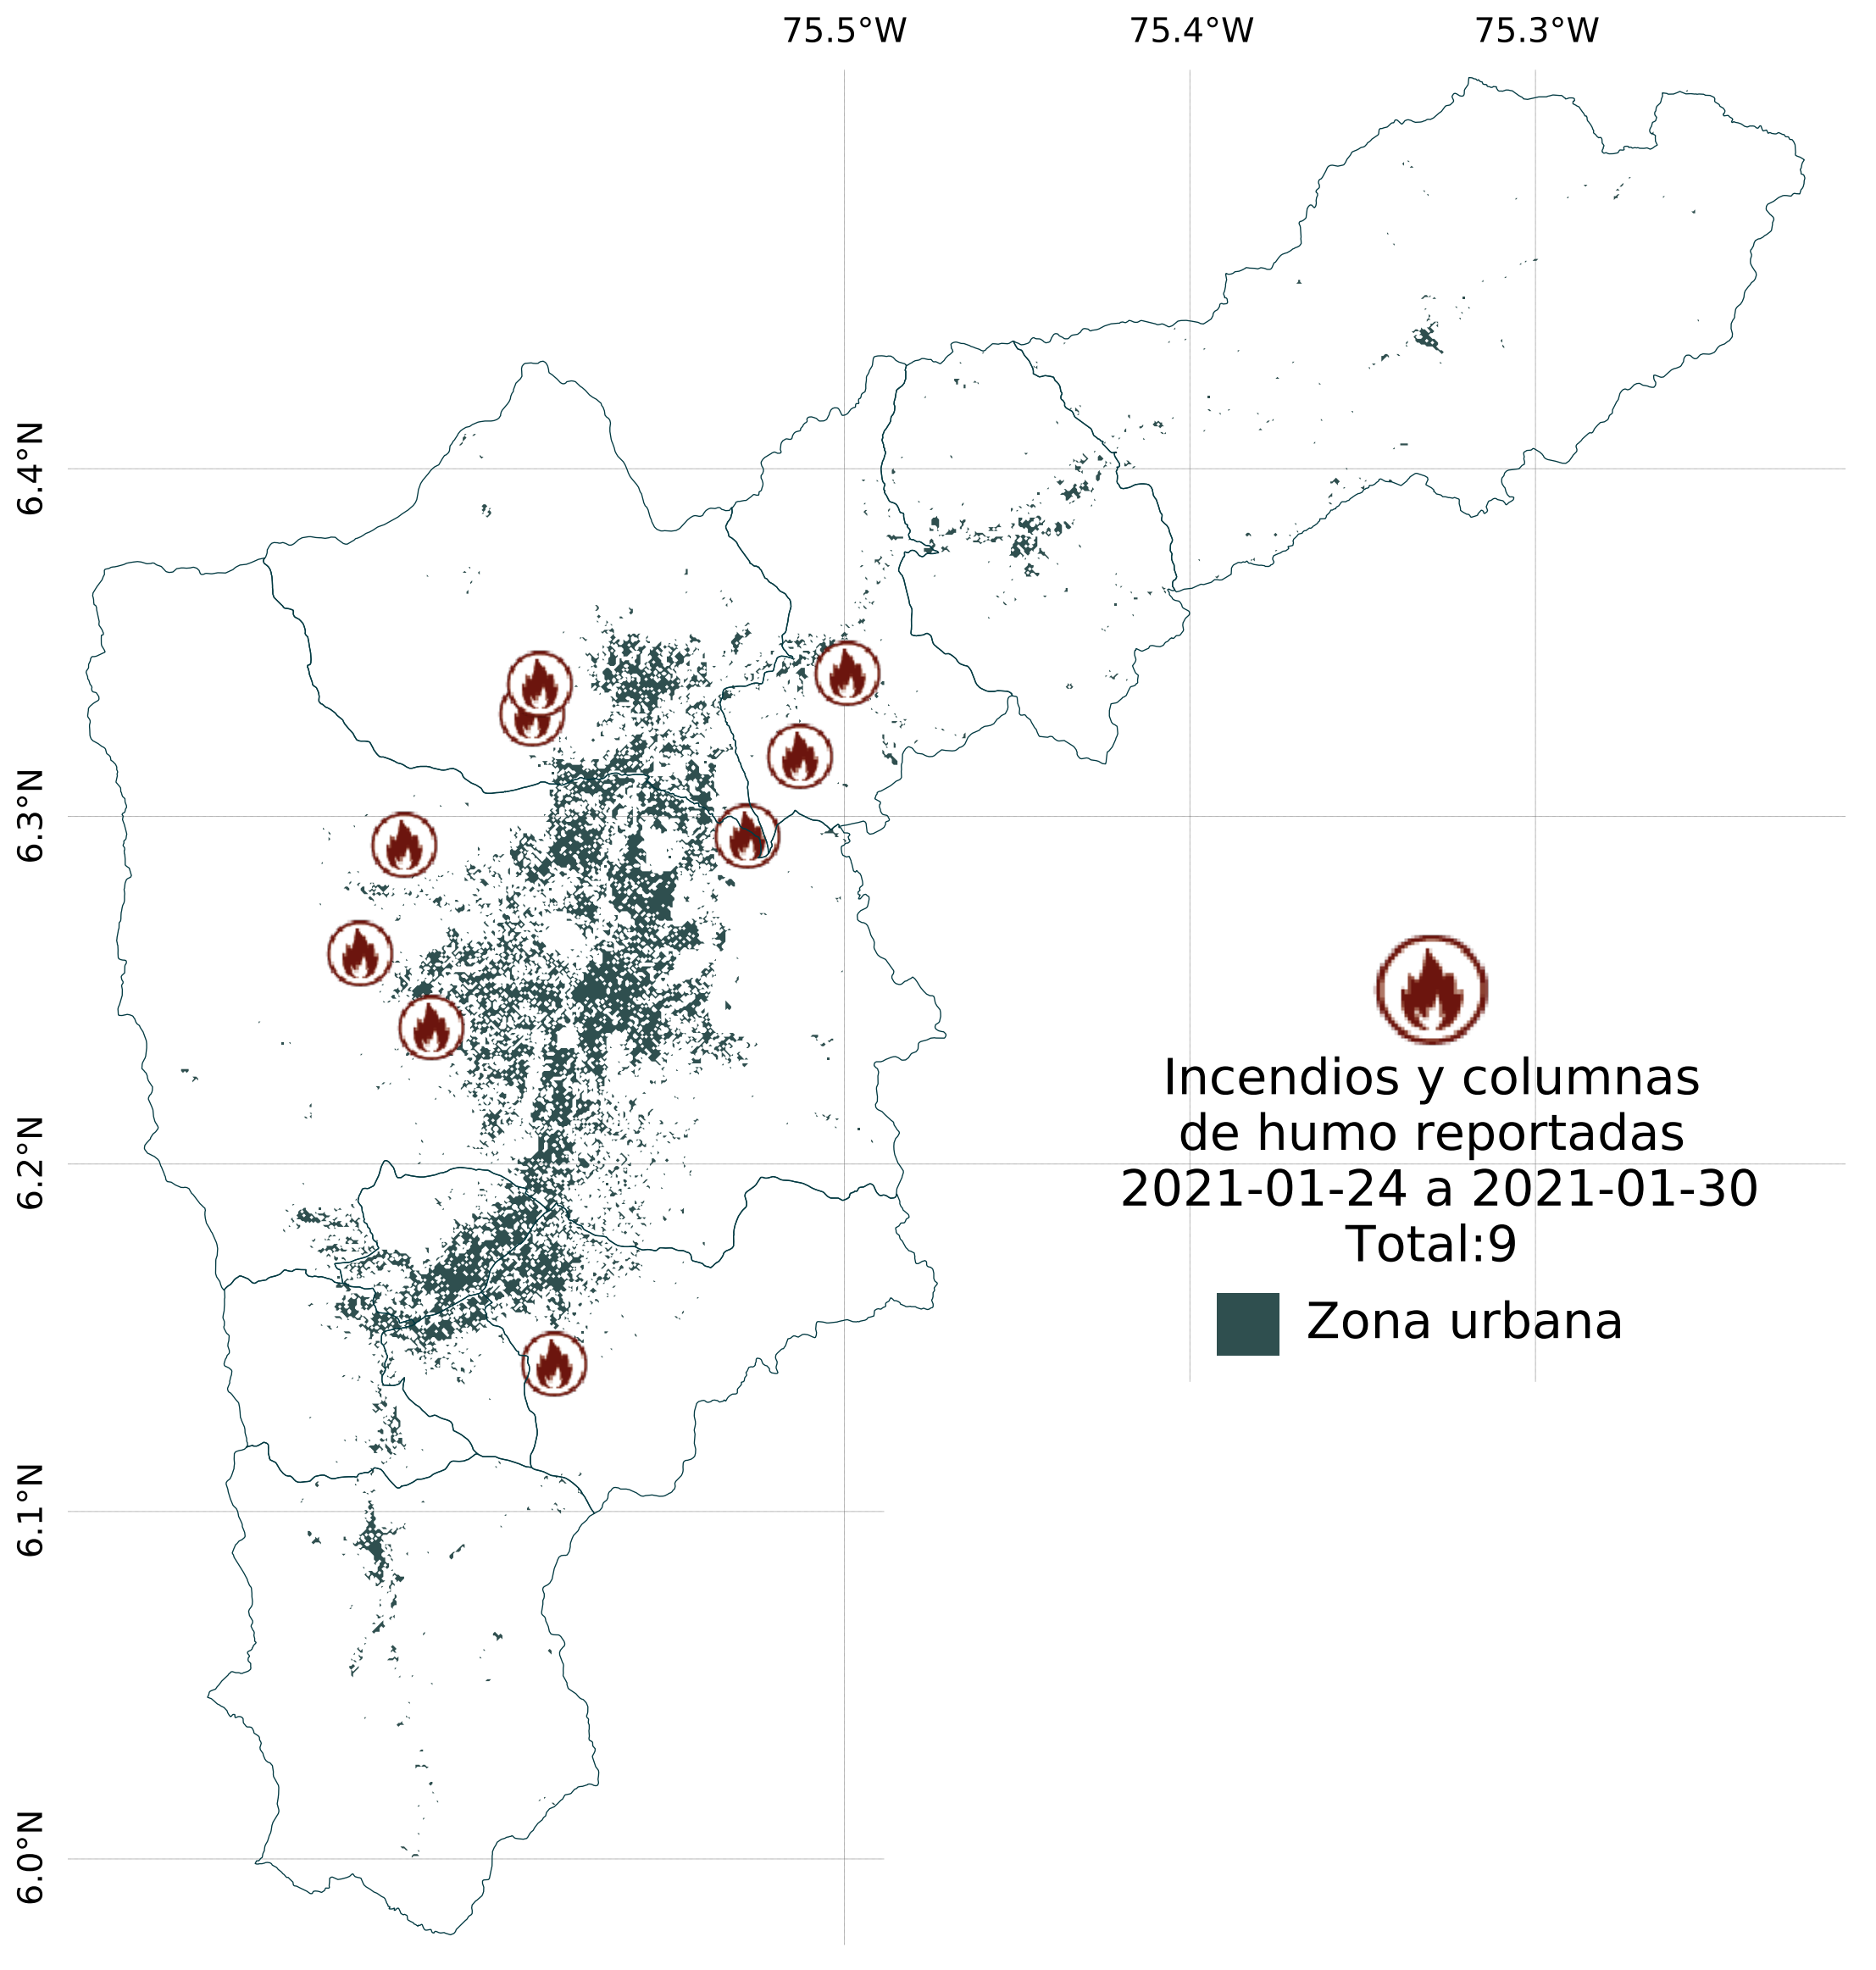 75.5°W
75.4°W
75.3°W
6.4°N
6.3°N
6.2°N
6.1°N
6.0°N
Incendios y columnas
de humo reportadas
2021-01-24 a 2021-01-30
Total:9
Zona urbana